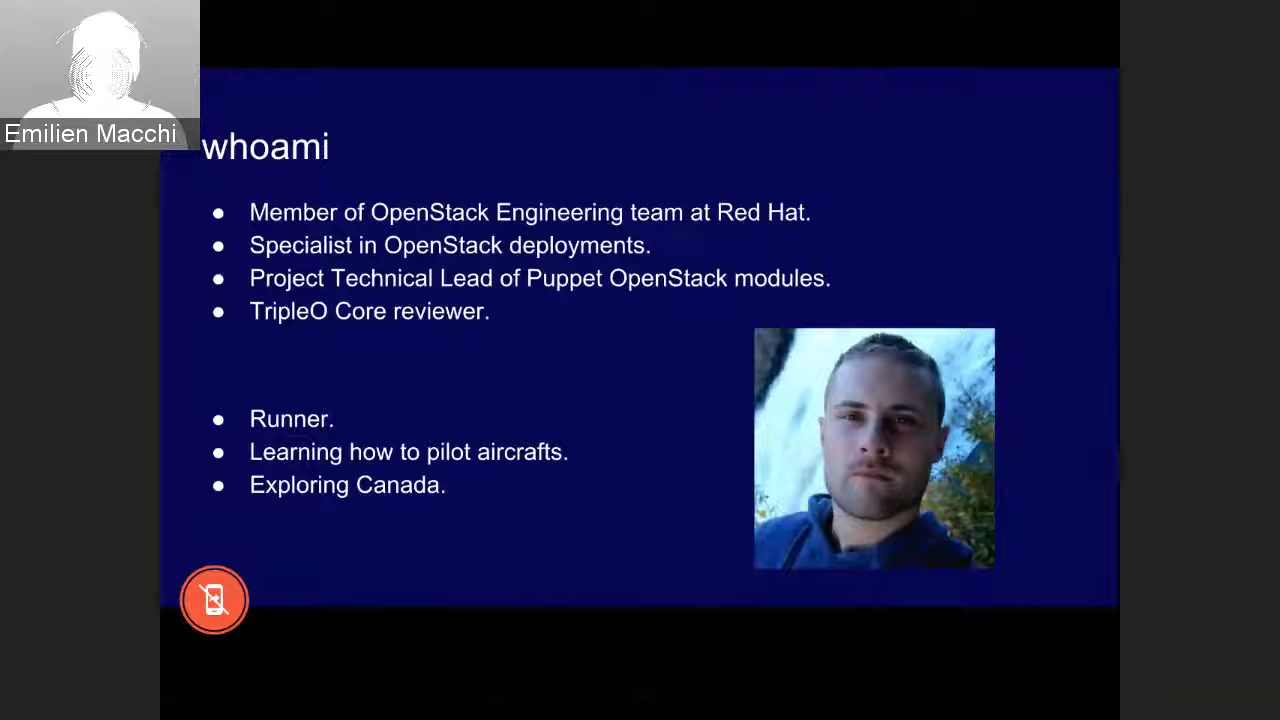 Emilien Macchi
whoami
● Member of OpenStack Engineering team at Red Hat.
● Specialist in OpenStack deployments.
● Project Technical Lead of Puppet OpenStack modules.
● TripleO Core reviewer.
● Runner.
● Learning how to pilot aircrafts.
● Exploring Canada.